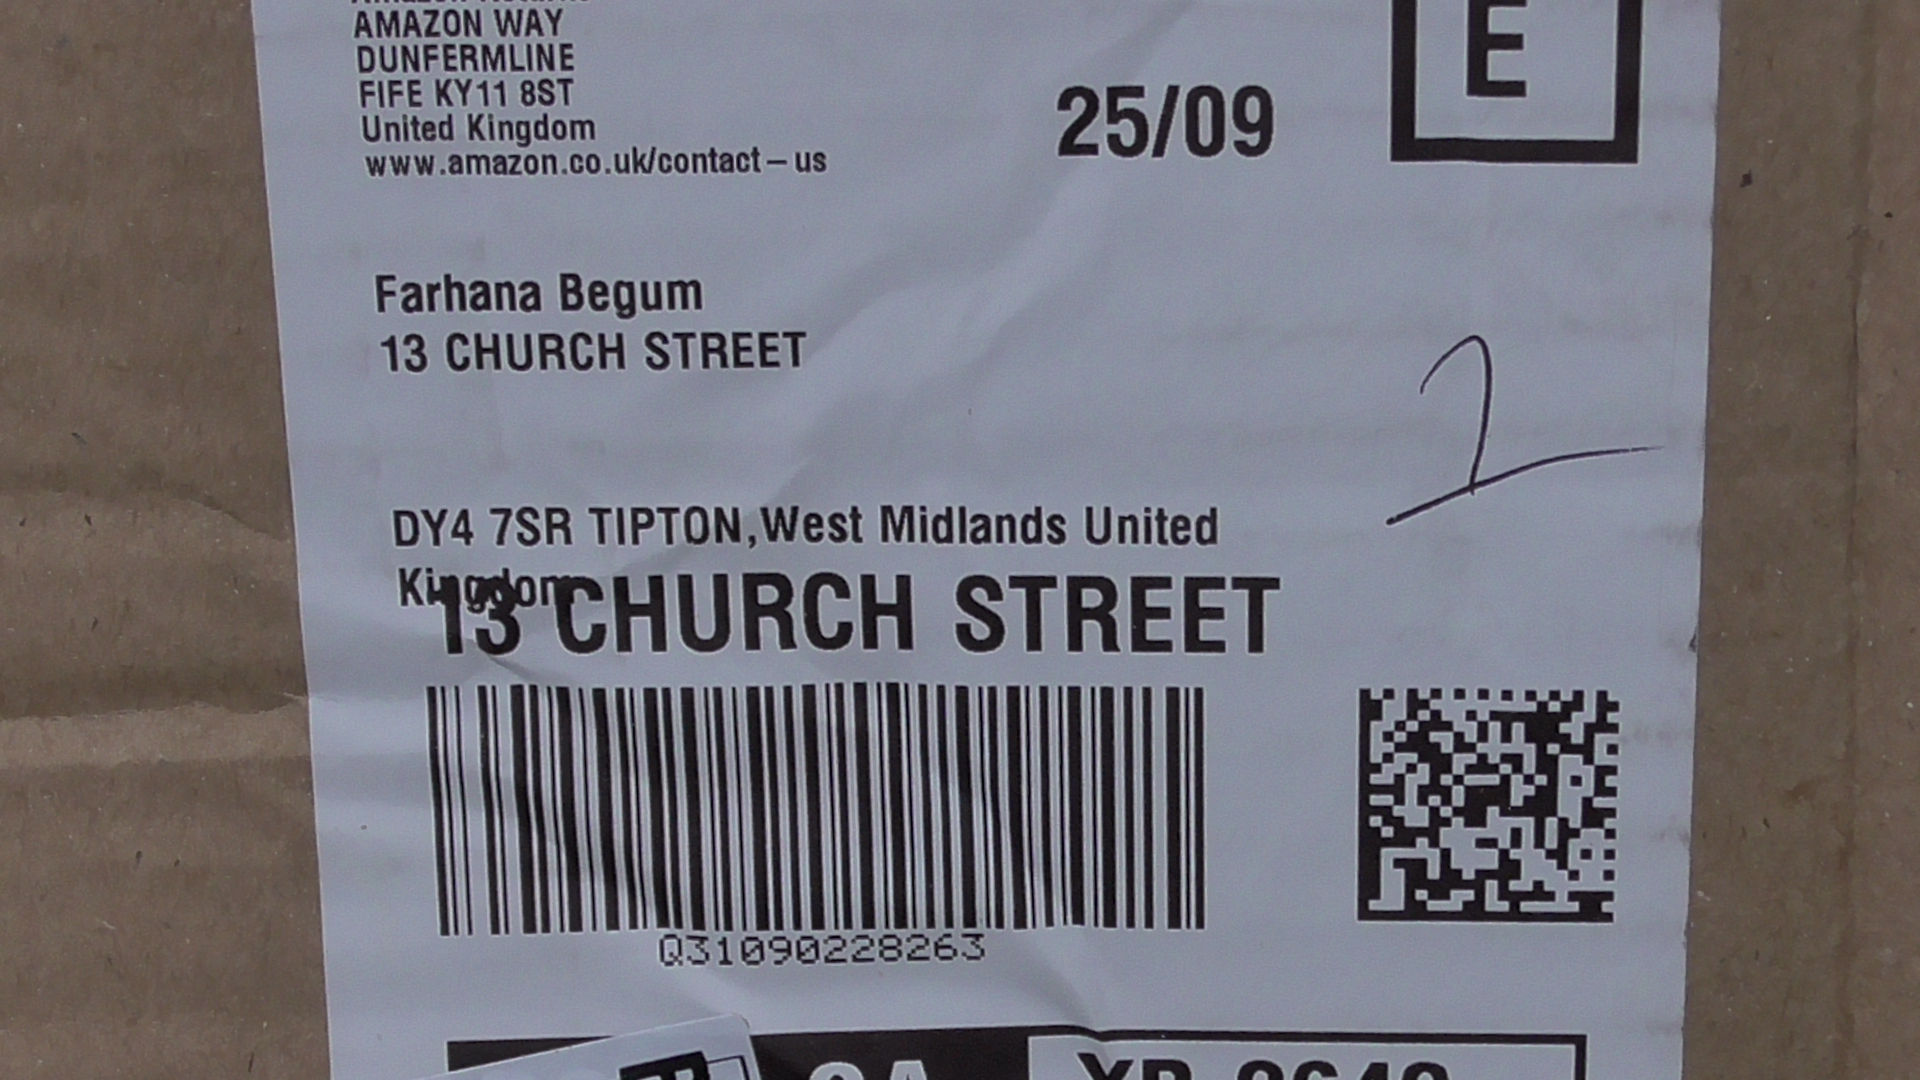 AMAZON WAY
DUNFERMLINE
FIFE KY11 8ST
United Kingdom
www.amazon.co.uk/contact-us
25/09
E
Farhana Begum
13 CHURCH STREET
2
DY4 7SR TIPTON,West Midlands United
Kingdom
13 CHURCH STREET
Q31090228263